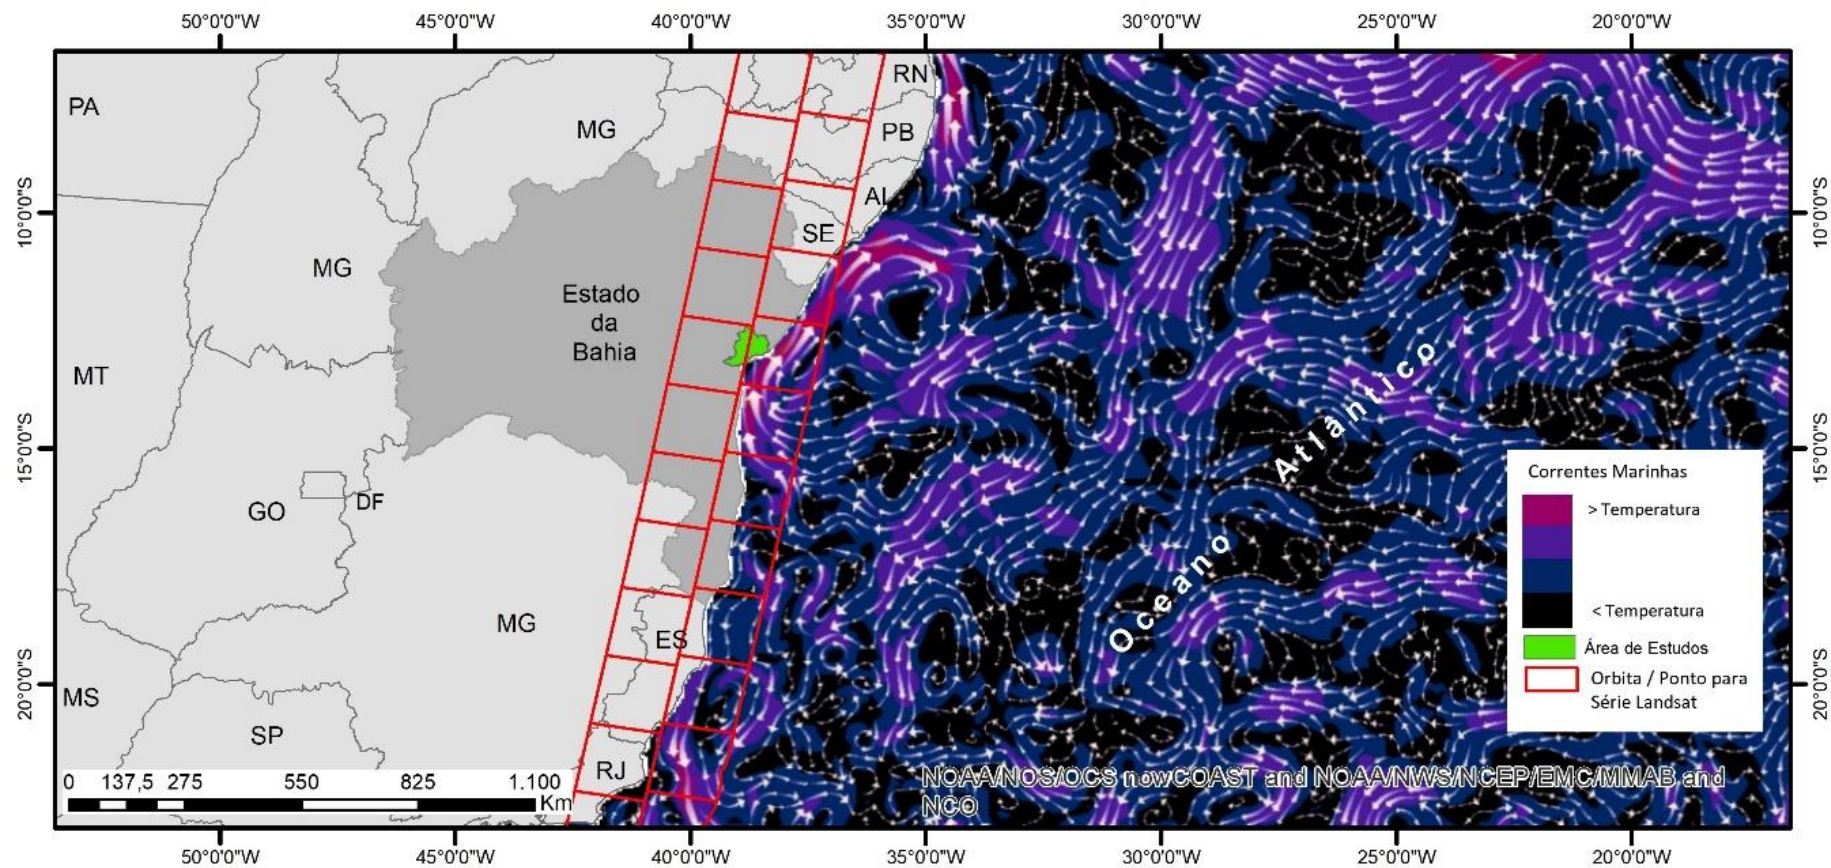 50°0'0"W 45°0'0"W 40°0'0"W 35°0'0"W 30°0'0"W 25°0'0"W 20°0'0"W
RN
PA
MG
PB
AL
10°0'0"S
10°0'0"S
SE
MG
Estado
da
Bahia
MT
Oceano Atlântico
15°0'0"S
15°0'0"S
GO
DF
MG
ES
MS
20°0'0"S
20°0'0"S
SP
RJ
Correntes Marinhas
> Temperatura
< Temperatura
Área de Estudos
Orbita / Ponto para
Série Landsat
0 137,5 275 550 825 1.100
Km
NOAA/NOS/OCS nowCOAST and NOAA/NWS/NCEP/EMC/MMAB and
NCO
50°0'0"W 45°0'0"W 40°0'0"W 35°0'0"W 30°0'0"W 25°0'0"W 20°0'0"W